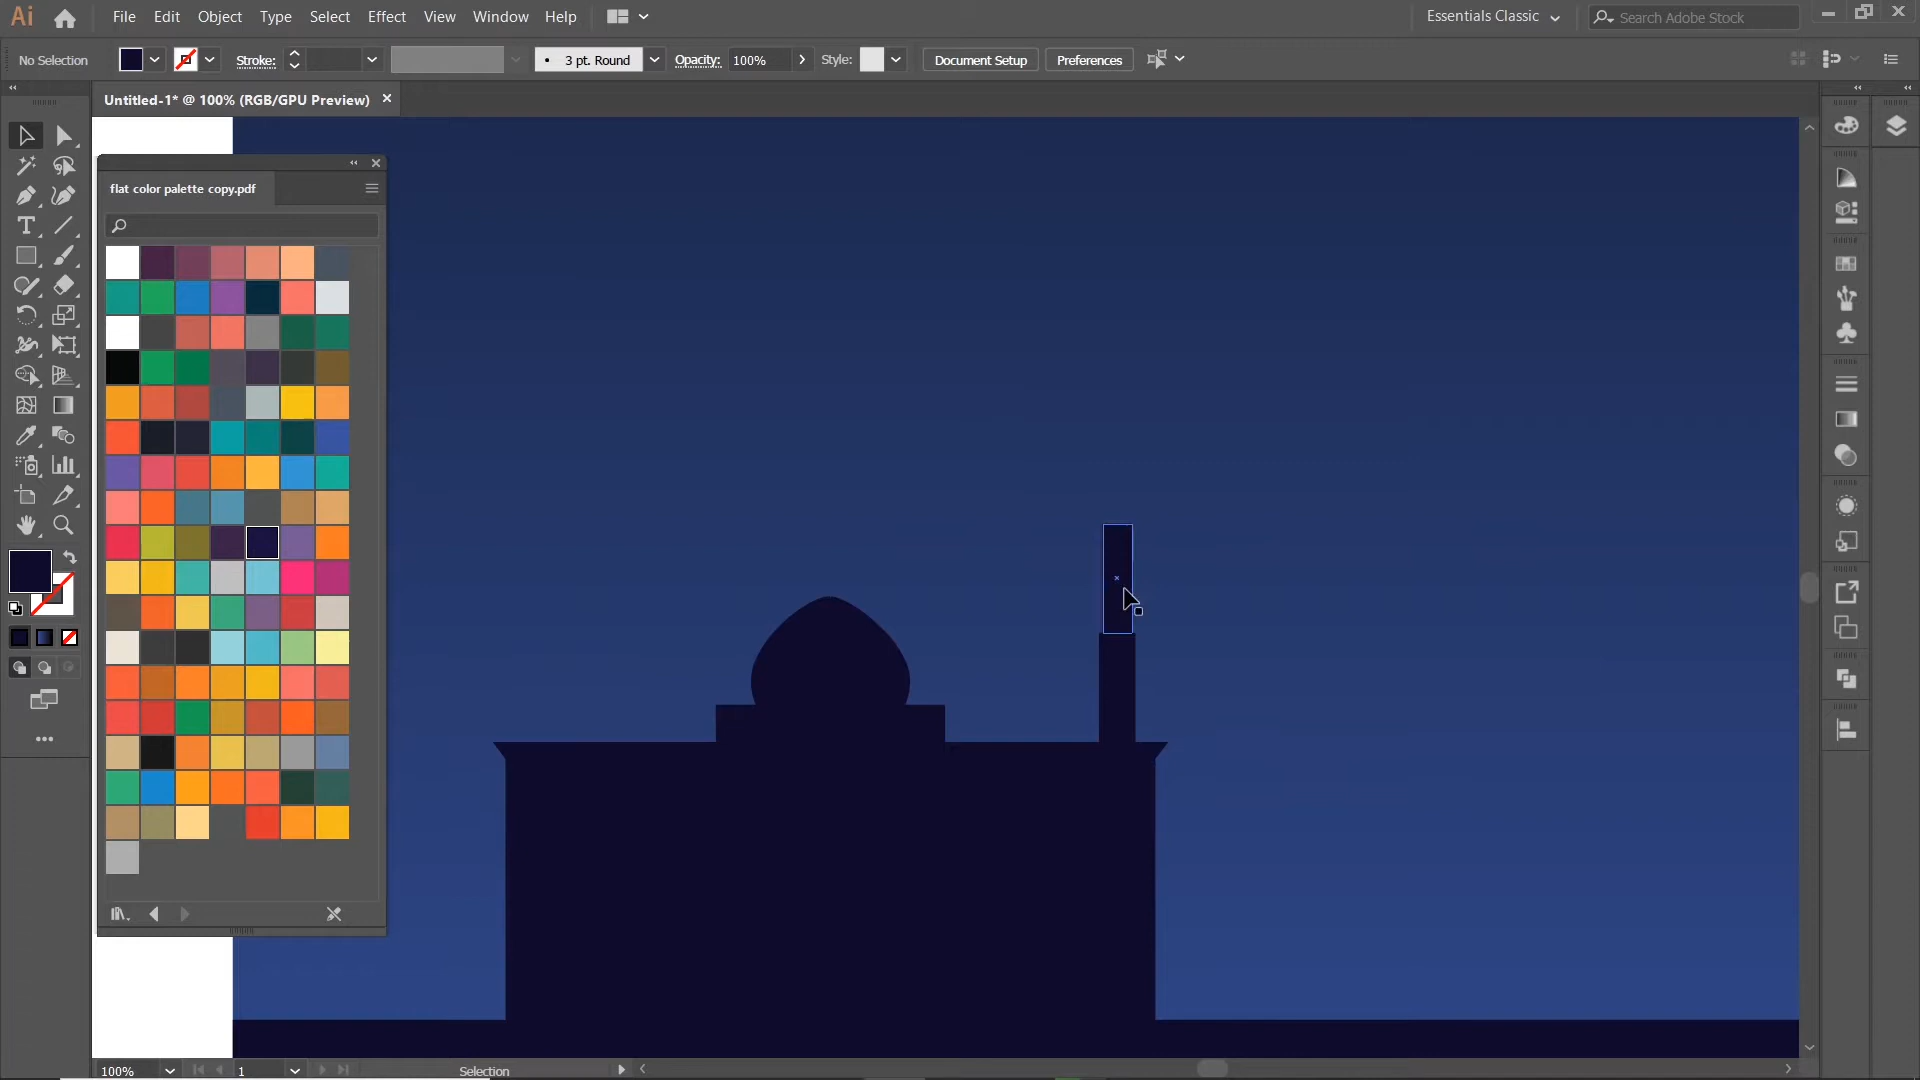 Ai File Edit Object Type Select Effect View Window Help Essentials Classic Search Adobe Stock
No Selection Stroke: • 3 pt. Round Opacity: 100% Style: Document Setup Preferences
Untitled-1* @ 100% (RGB/GPU Preview)
flat color palette copy.pdf
100% 1 Selection